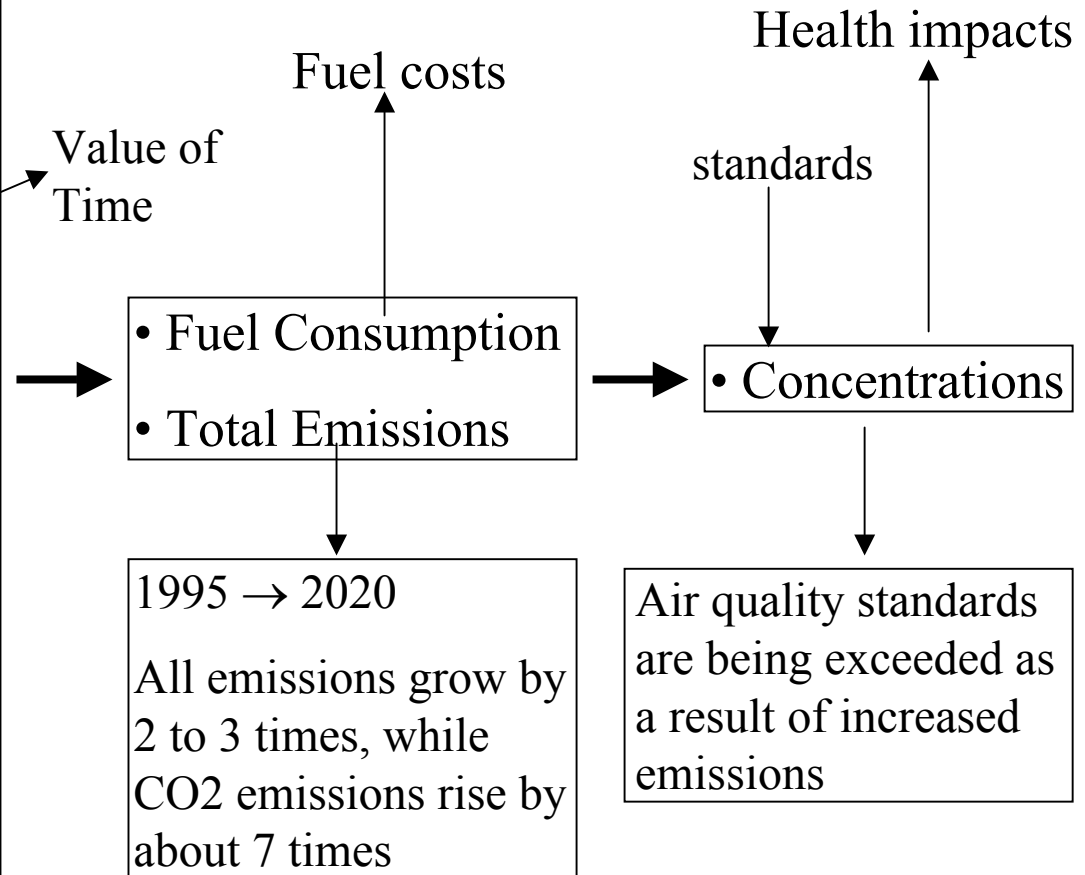 Health impacts
Fuel costs
Value of
Time
standards
• Fuel Consumption
• Total Emissions
• Concentrations
1995 → 2020
All emissions grow by
2 to 3 times, while
CO2 emissions rise by
about 7 times
Air quality standards
are being exceeded as
a result of increased
emissions